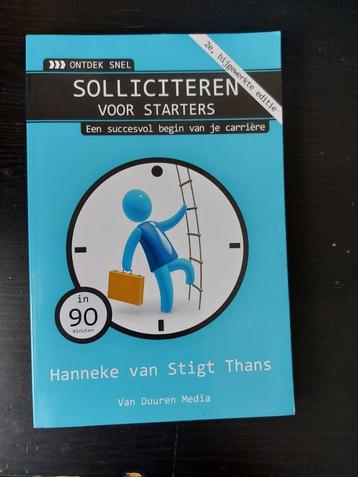 ››› ONTDEK SNEL
SOLLICITEREN
VOOR STARTERS
2e, bijgewerkte editie
Een succesvol begin van je carrière
in
90
minuten
Hanneke van Stigt Thans
Van Duuren Media